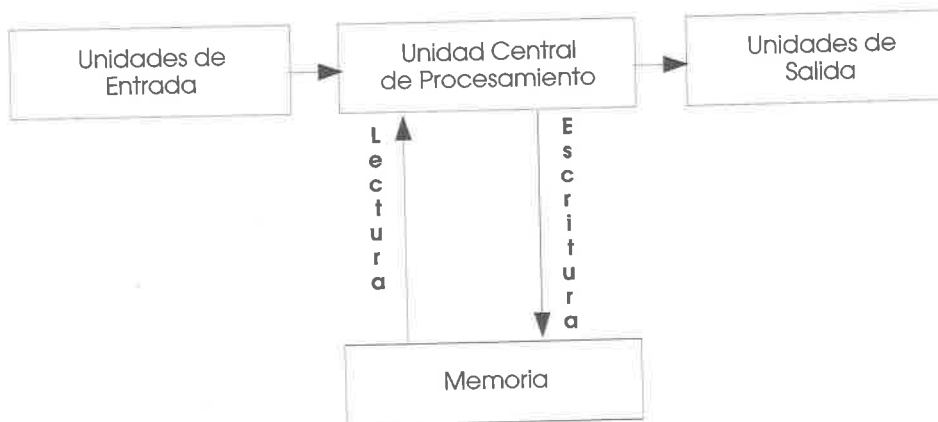 Unidades de
Entrada
Unidad Central
de Procesamiento
Unidades de
Salida
Lectura
Escritura
Memoria